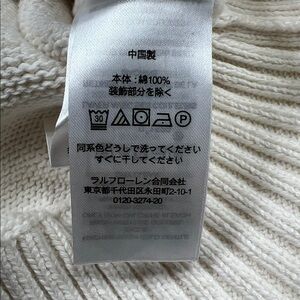 中国製
本体：綿100%
装飾部分を除く
30
P
同系色どうしで洗ってください
すぐに干してください
ラルフローレン合同会社
東京都千代田区永田町2-10-1
0120-3274-20